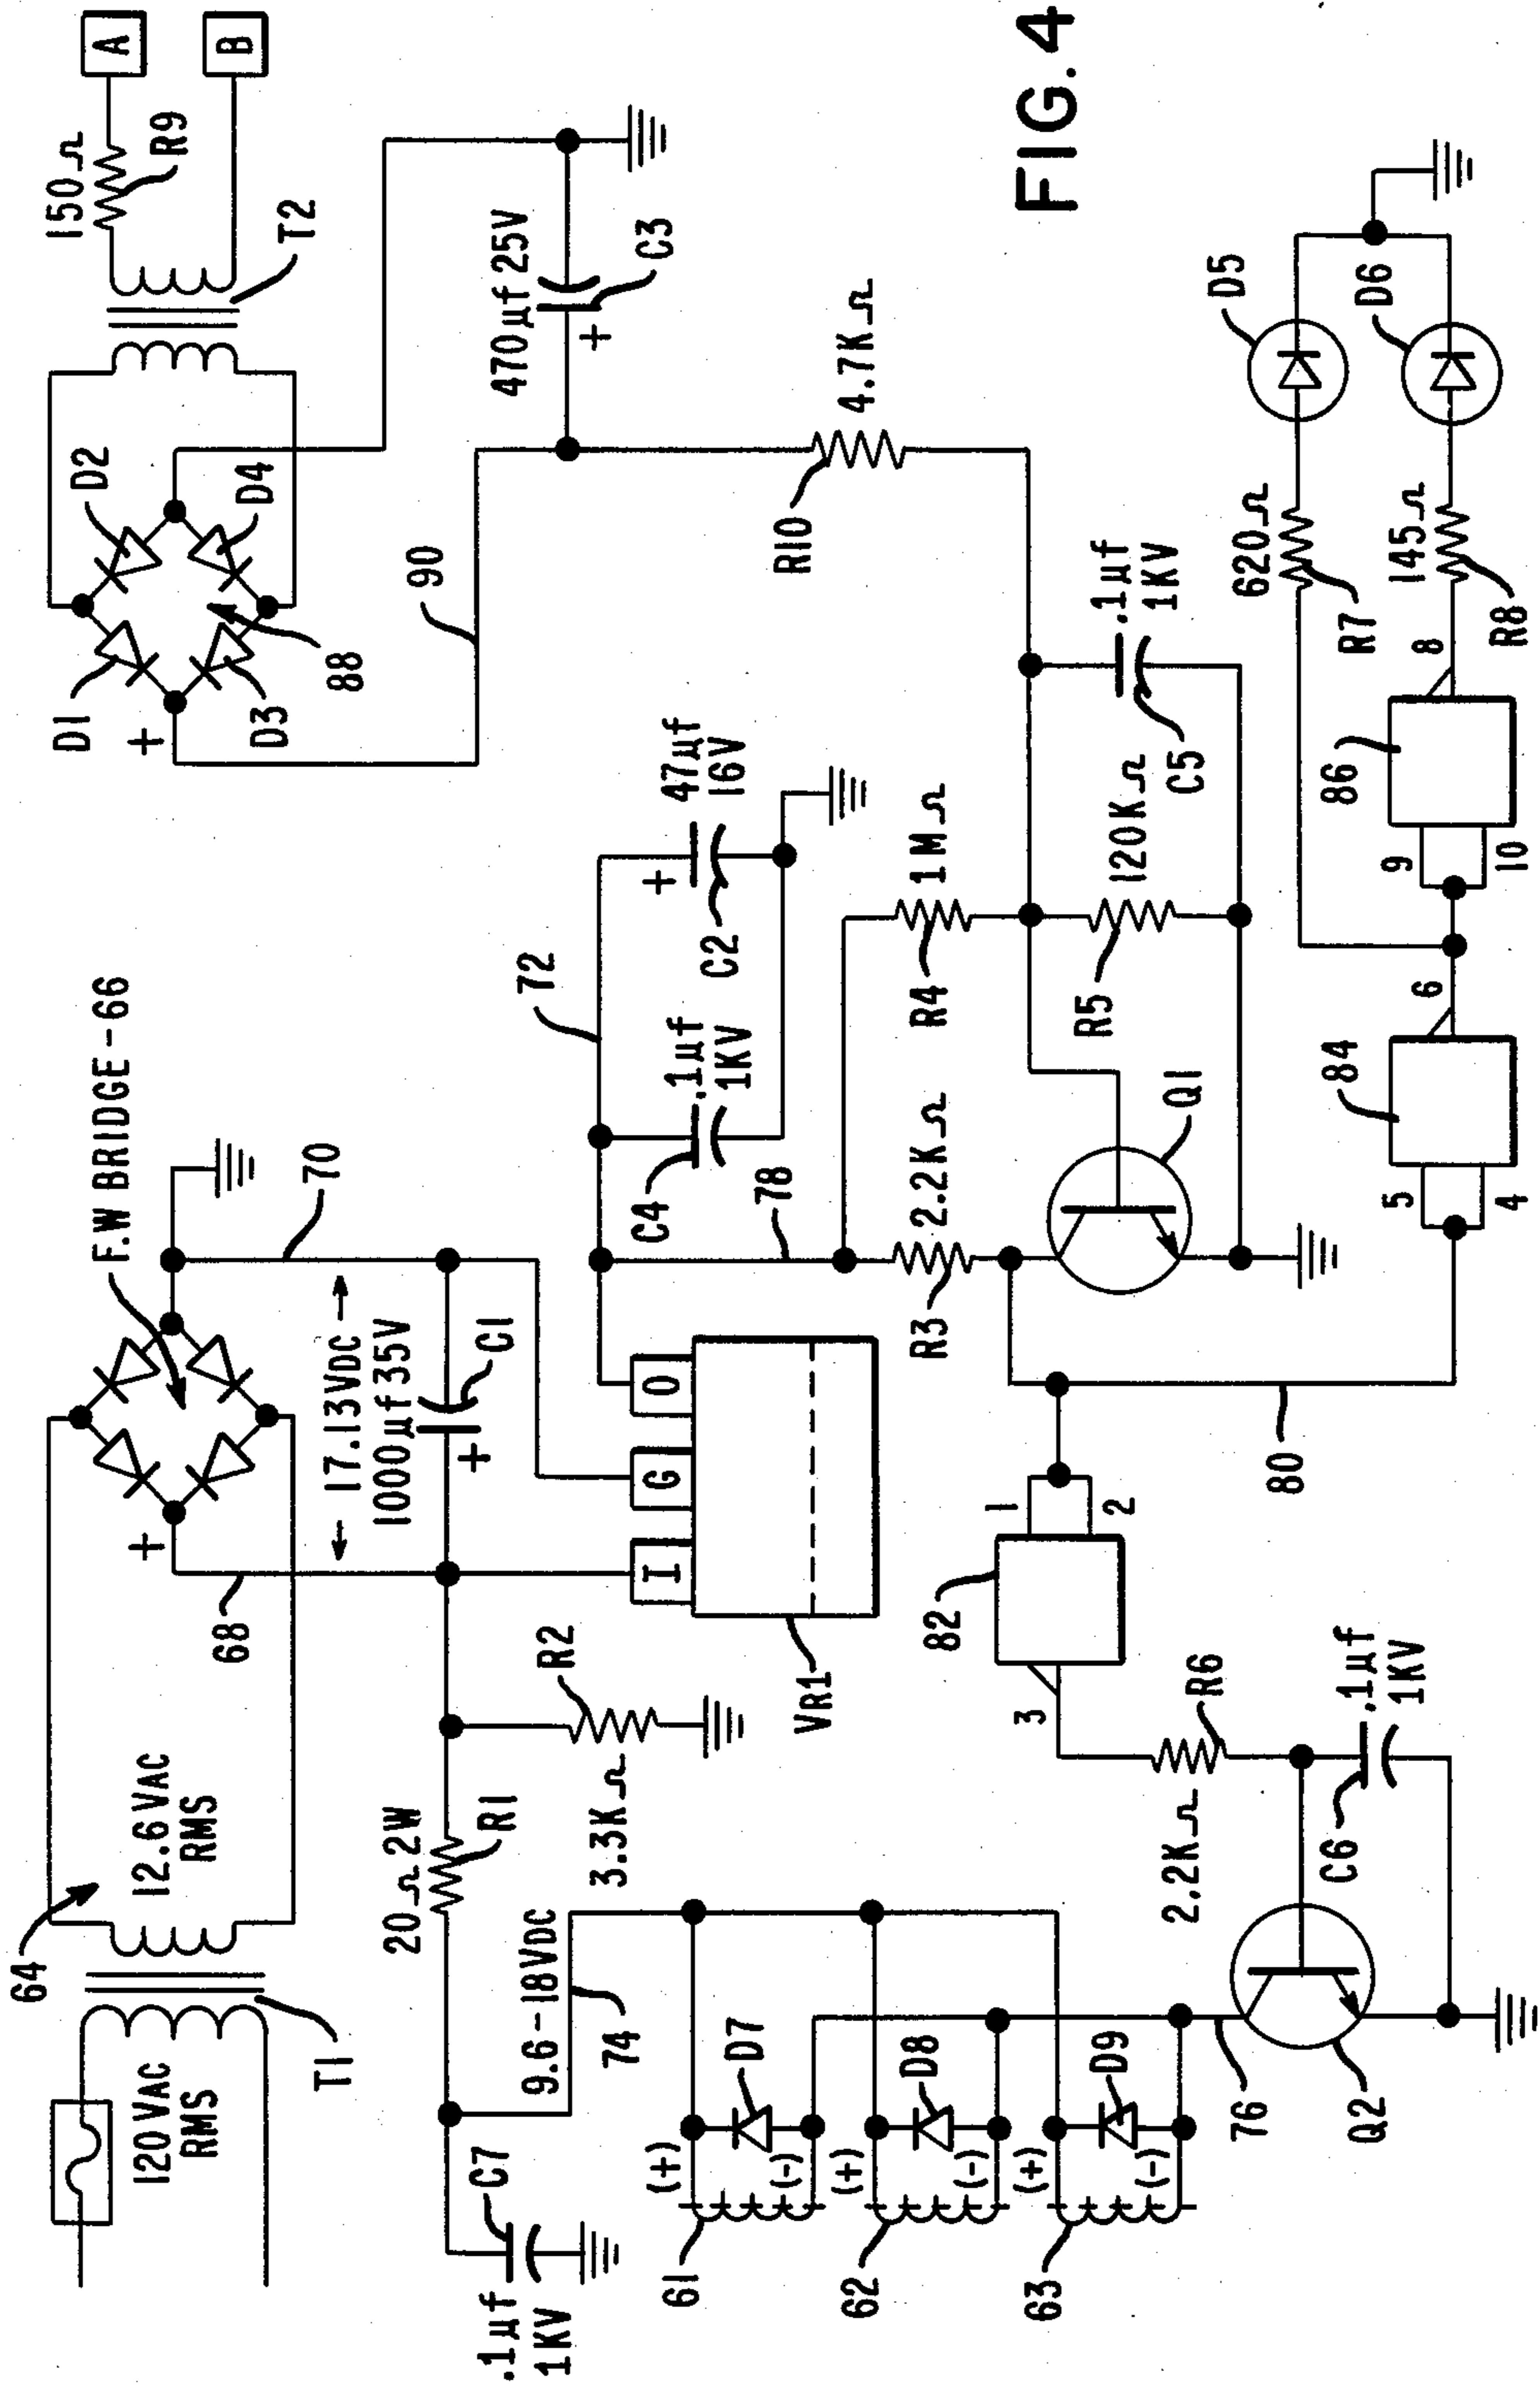 64
120 VAC
RMS
T1
12.6 VAC
RMS
F.W BRIDGE-66
+
68
← 17.13VDC →
70
1000µf 35V
+
C1
20Ω 2W
R1
R2
3.3KΩ
C7
.1µf
1KV
9.6-18VDC
74
I
G
O
VR1
72
C4
.1µf
1KV
C2
+
47µf
16V
78
D1
D2
D3
D4
+
88
90
T2
150Ω
R9
A
B
470µf 25V
+
C3
R10
4.7KΩ
61
(+)
(-)
D7
62
(+)
(-)
D8
63
(+)
(-)
D9
76
Q2
2.2KΩ
R6
C6
.1µf
1KV
82
1
2
3
80
R3
2.2KΩ
R4
1MΩ
R5
120KΩ
C5
.1µf
1KV
Q1
84
5
4
6
86
9
10
8
620Ω
R7
145Ω
R8
D5
D6
FIG. 4